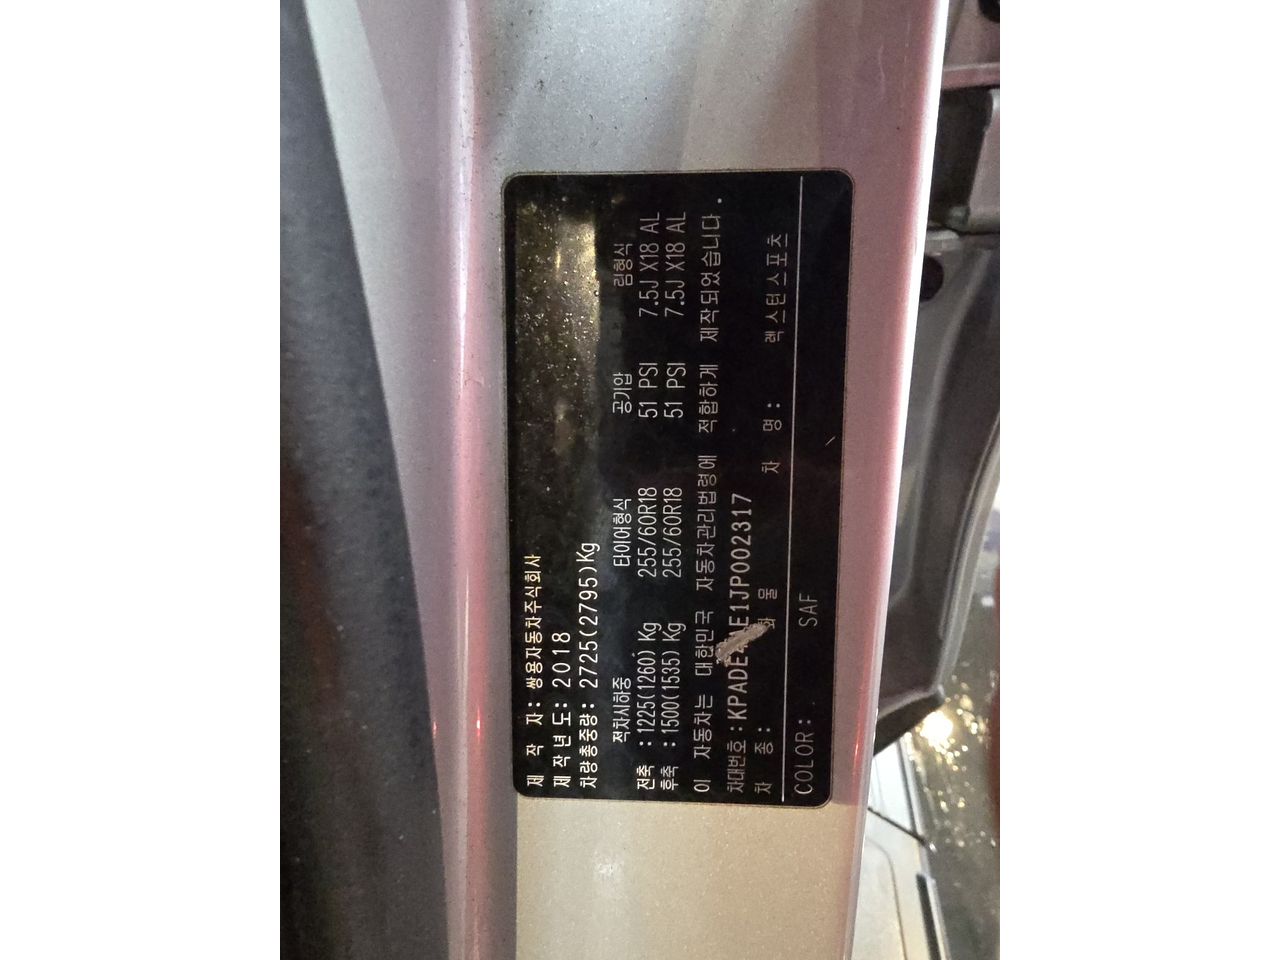 제 작 자: 쌍용자동차주식회사
제작년도: 2018
차량총중량: 2725(2795)Kg
적차시하중 타이어형식 공기압 림형식
전축 : 1225(1260) Kg 255/60R18 51 PSI 7.5J X18 AL
후축 : 1500(1535) Kg 255/60R18 51 PSI 7.5J X18 AL
이 자동차는 대한민국 자동차관리법령에 적합하게 제작되었습니다.
차대번호:
차 종: 화 물 차 명: 렉스턴 스포츠
COLOR: SAF